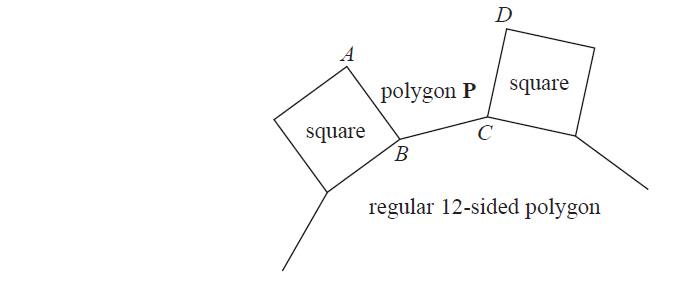 D
A
polygon P
square
square
C
B
regular 12-sided polygon